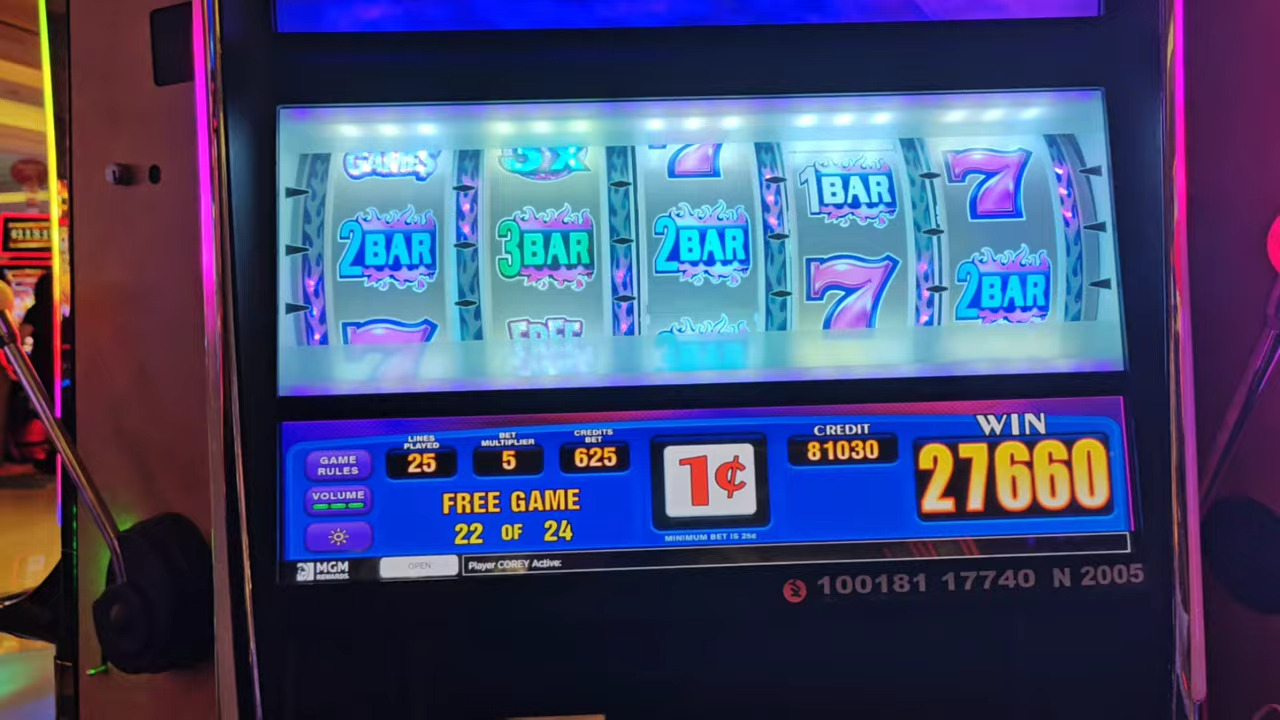 GAMES
3X
7
2BAR
3BAR
2BAR
1BAR
7
7
FREE
7
2BAR
GAME RULES
VOLUME
LINES PLAYED
25
BET MULTIPLIER
5
CREDITS BET
625
FREE GAME
22 OF 24
1¢
MINIMUM BET IS 25¢
CREDIT
81030
WIN
27660
MGM REWARDS
OPEN
Player COREY Active:
100181 17740 N 2005